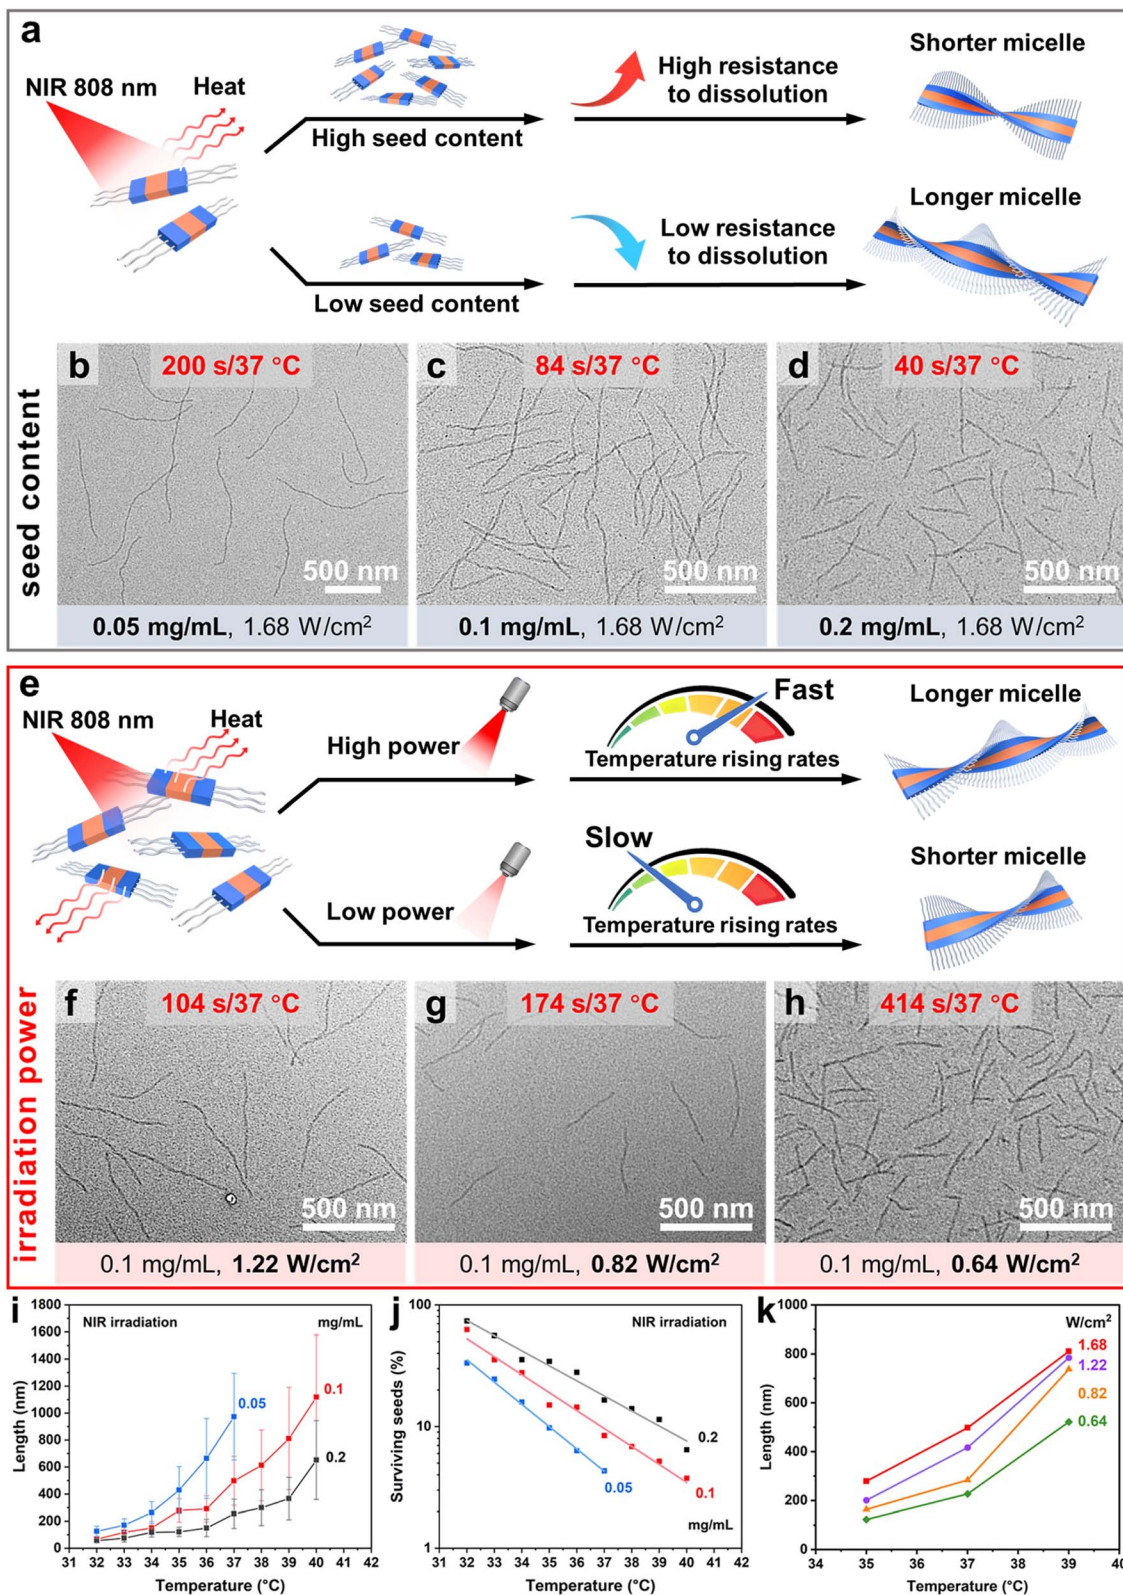 a
NIR 808 nm
Heat
High seed content
High resistance
to dissolution
Shorter micelle
Low seed content
Low resistance
to dissolution
Longer micelle
seed content
b
200 s/37 °C
500 nm
0.05 mg/mL, 1.68 W/cm²
c
84 s/37 °C
500 nm
0.1 mg/mL, 1.68 W/cm²
d
40 s/37 °C
500 nm
0.2 mg/mL, 1.68 W/cm²
e
NIR 808 nm
Heat
High power
Fast
Temperature rising rates
Longer micelle
Low power
Slow
Temperature rising rates
Shorter micelle
irradiation power
f
104 s/37 °C
500 nm
0.1 mg/mL, 1.22 W/cm²
g
174 s/37 °C
500 nm
0.1 mg/mL, 0.82 W/cm²
h
414 s/37 °C
500 nm
0.1 mg/mL, 0.64 W/cm²
i
NIR irradiation
mg/mL
0.05
0.1
0.2
Length (nm)
1800
1600
1400
1200
1000
800
600
400
200
0
31 32 33 34 35 36 37 38 39 40 41 42
Temperature (°C)
j
NIR irradiation
0.2
0.1
0.05
mg/mL
Surviving seeds (%)
100
10
1
31 32 33 34 35 36 37 38 39 40 41 42
Temperature (°C)
k
W/cm²
1.68
1.22
0.82
0.64
Length (nm)
1000
800
600
400
200
0
34 35 36 37 38 39 40
Temperature (°C)